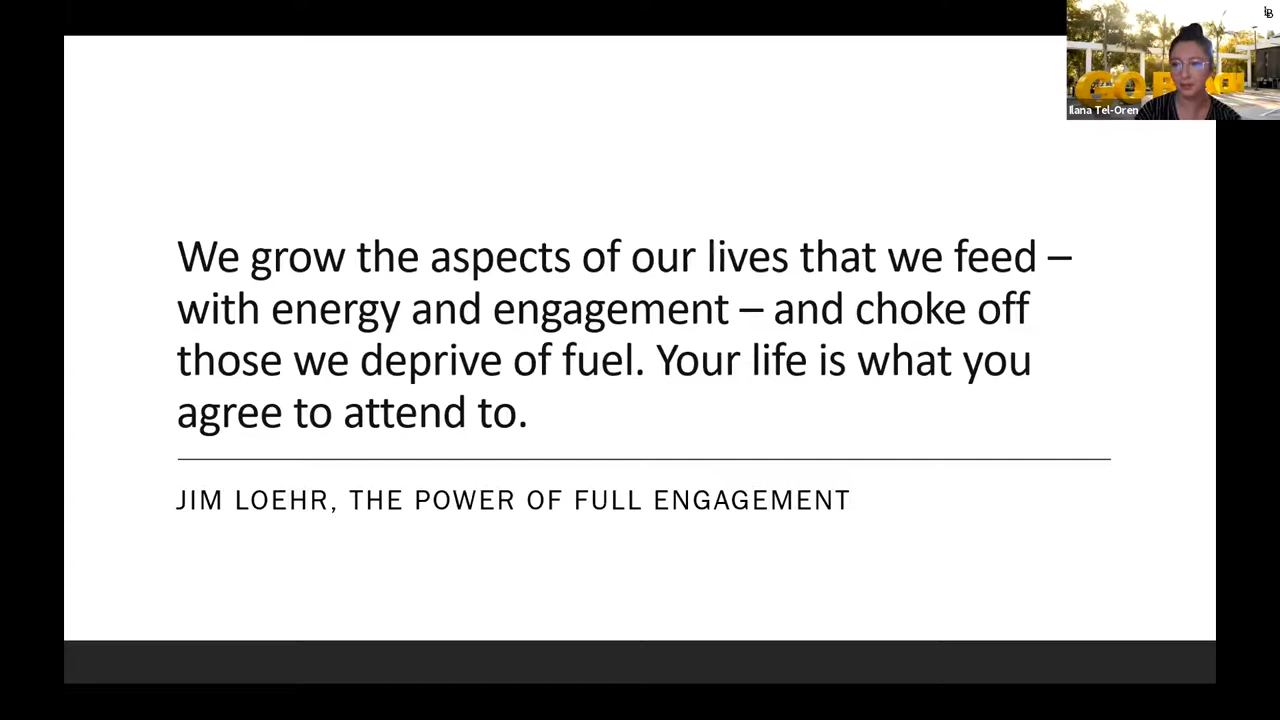 We grow the aspects of our lives that we feed –
with energy and engagement – and choke off
those we deprive of fuel. Your life is what you
agree to attend to.
JIM LOEHR, THE POWER OF FULL ENGAGEMENT
GO
Ilana Tel-Oren